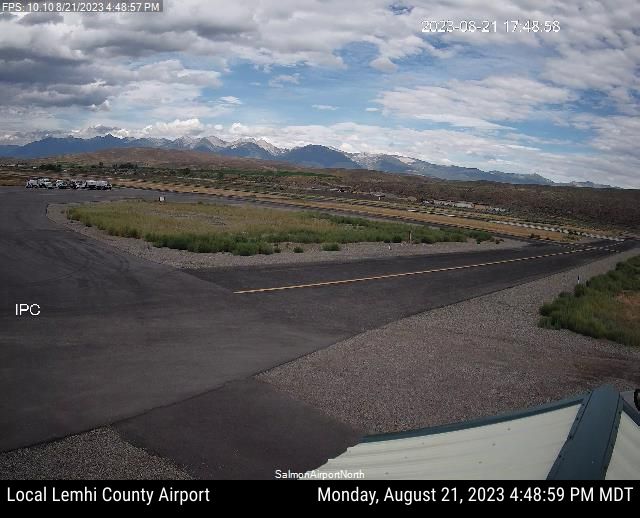 FPS: 10.10 8/21/2023 4:48:57 PM
2023-08-21 17:48:58
IPC
SalmonAirportNorth
Local Lemhi County Airport
Monday, August 21, 2023 4:48:59 PM MDT